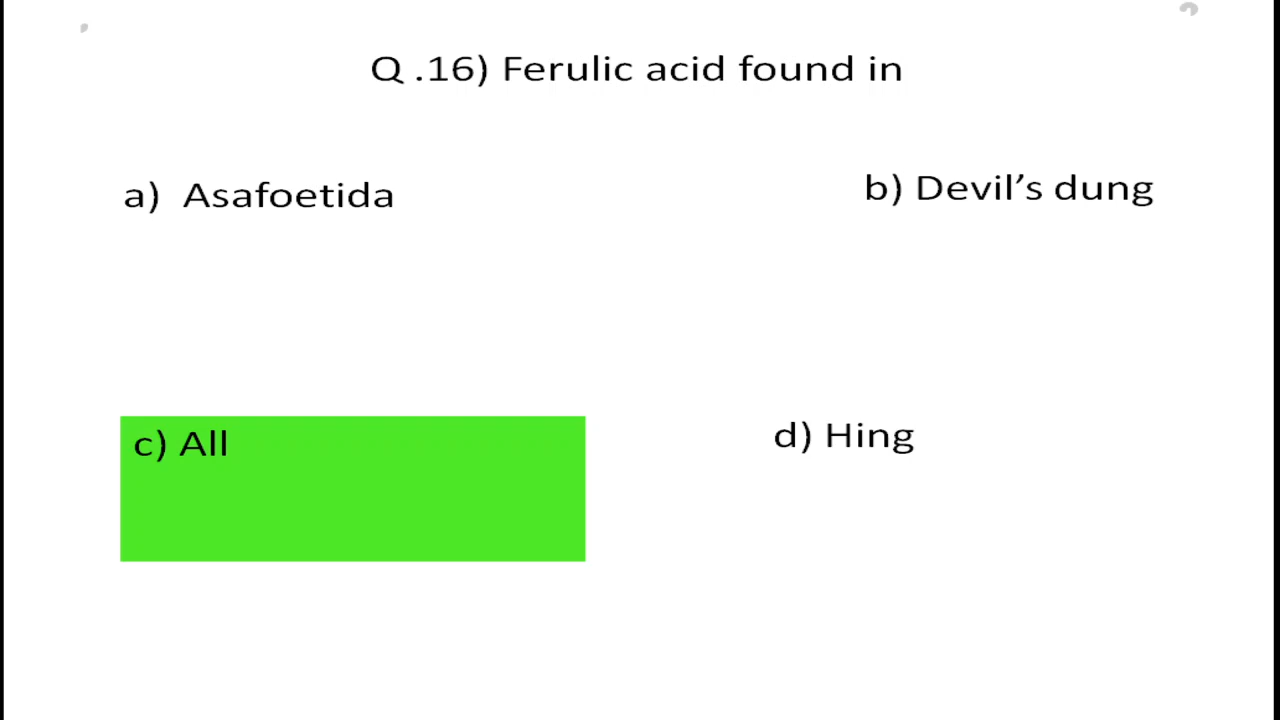 Q .16) Ferulic acid found in
a) Asafoetida
b) Devil’s dung
c) All
d) Hing